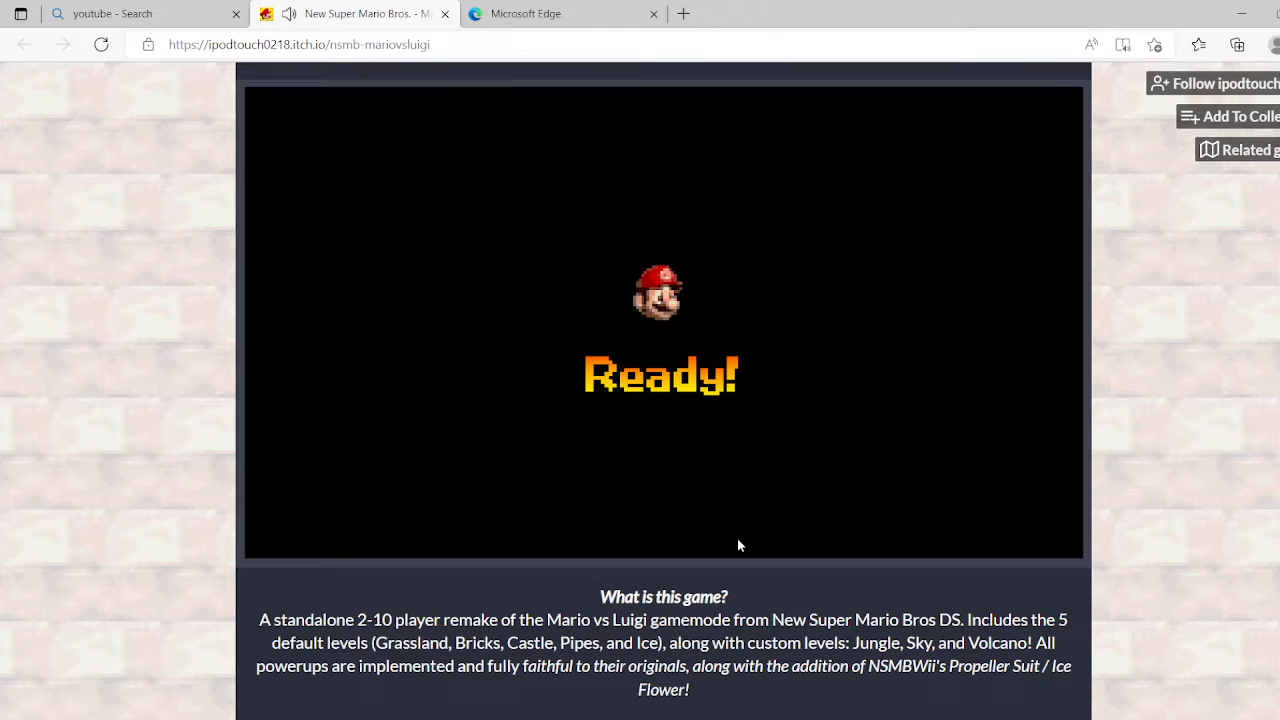 youtube - Search
New Super Mario Bros. - Ma
Microsoft Edge
https://ipodtouch0218.itch.io/nsmb-mariovsluigi
Follow ipodtouch
Add To Colle
Related g
Ready!
What is this game?
A standalone 2-10 player remake of the Mario vs Luigi gamemode from New Super Mario Bros DS. Includes the 5
default levels (Grassland, Bricks, Castle, Pipes, and Ice), along with custom levels: Jungle, Sky, and Volcano! All
powerups are implemented and fully faithful to their originals, along with the addition of NSMBWii's Propeller Suit / Ice
Flower!